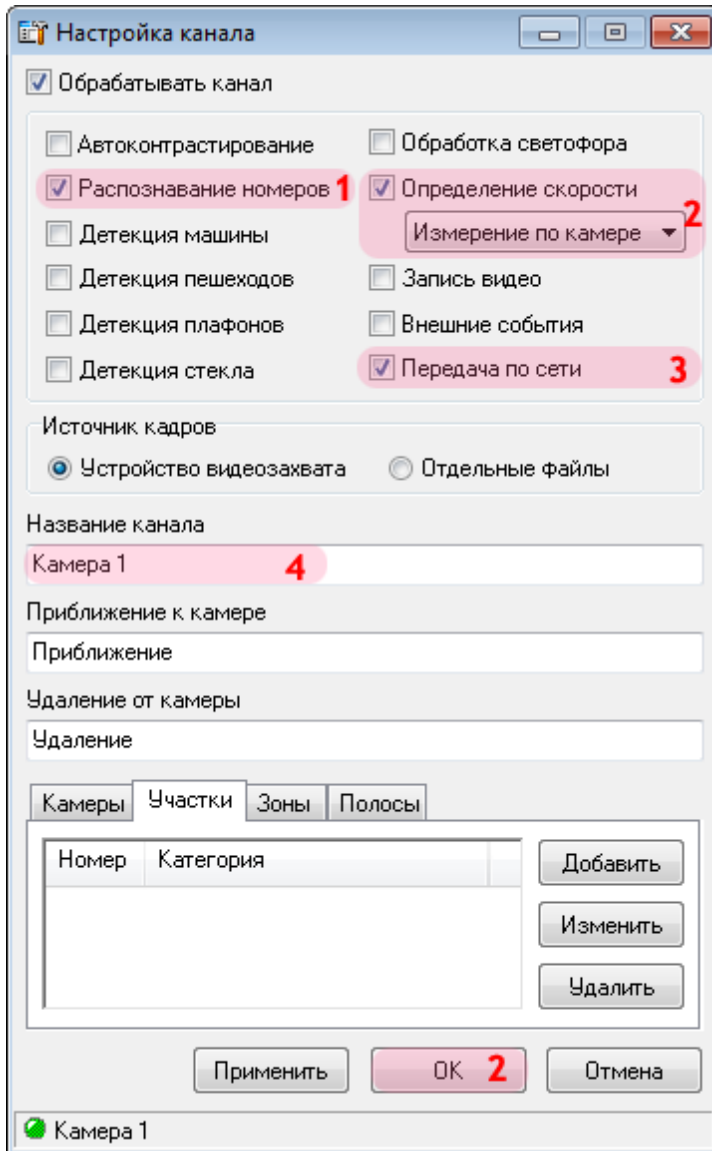 Настройка канала
Обрабатывать канал
Автоконтрастирование
Обработка светофора
Распознавание номеров 1
Определение скорости
2
Детекция машины
Измерение по камере
Детекция пешеходов
Запись видео
Детекция плафонов
Внешние события
Детекция стекла
Передача по сети 3
Источник кадров
Устройство видеозахвата
Отдельные файлы
Название канала
Камера 1 4
Приближение к камере
Приближение
Удаление от камеры
Удаление
Камеры Участки Зоны Полосы
Номер Категория
Добавить
Изменить
Удалить
Применить OK 2 Отмена
Камера 1